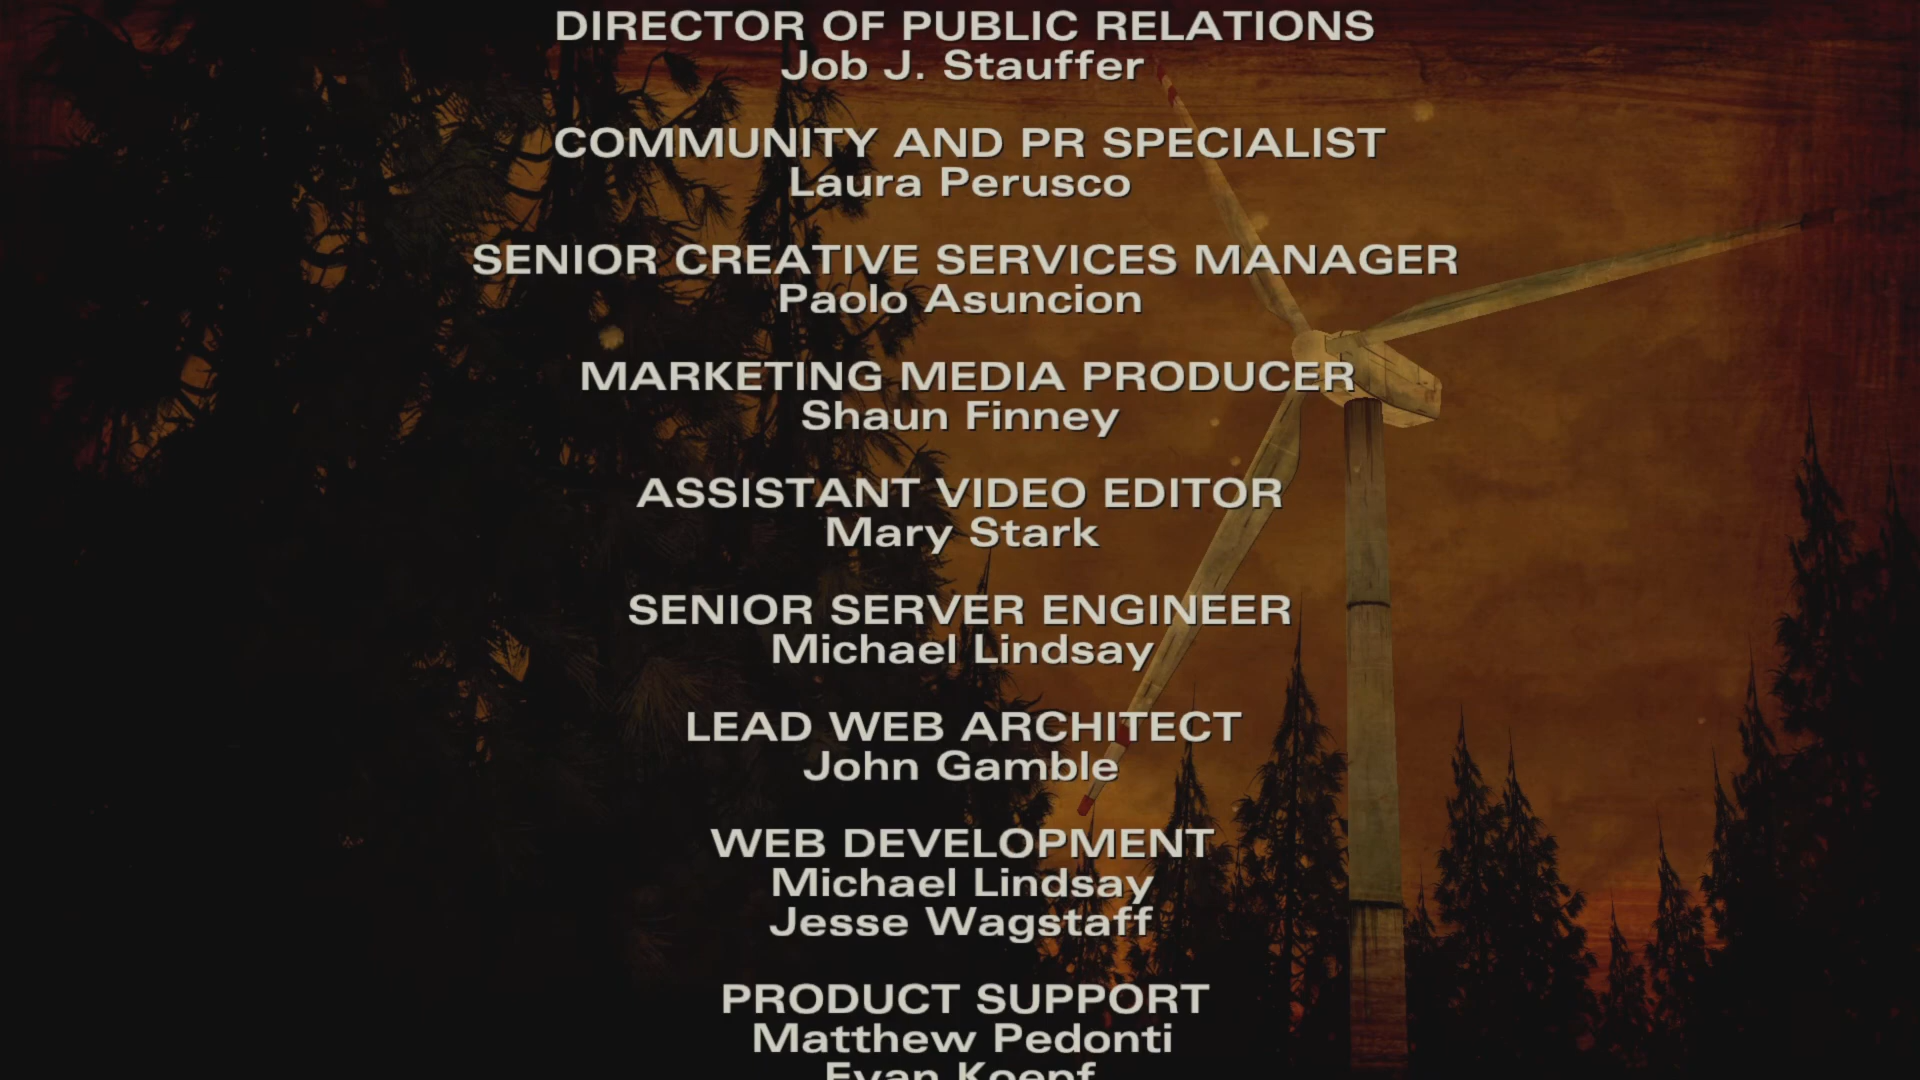 DIRECTOR OF PUBLIC RELATIONS
Job J. Stauffer
COMMUNITY AND PR SPECIALIST
Laura Perusco
SENIOR CREATIVE SERVICES MANAGER
Paolo Asuncion
MARKETING MEDIA PRODUCER
Shaun Finney
ASSISTANT VIDEO EDITOR
Mary Stark
SENIOR SERVER ENGINEER
Michael Lindsay
LEAD WEB ARCHITECT
John Gamble
WEB DEVELOPMENT
Michael Lindsay
Jesse Wagstaff
PRODUCT SUPPORT
Matthew Pedonti
Evan Koepf